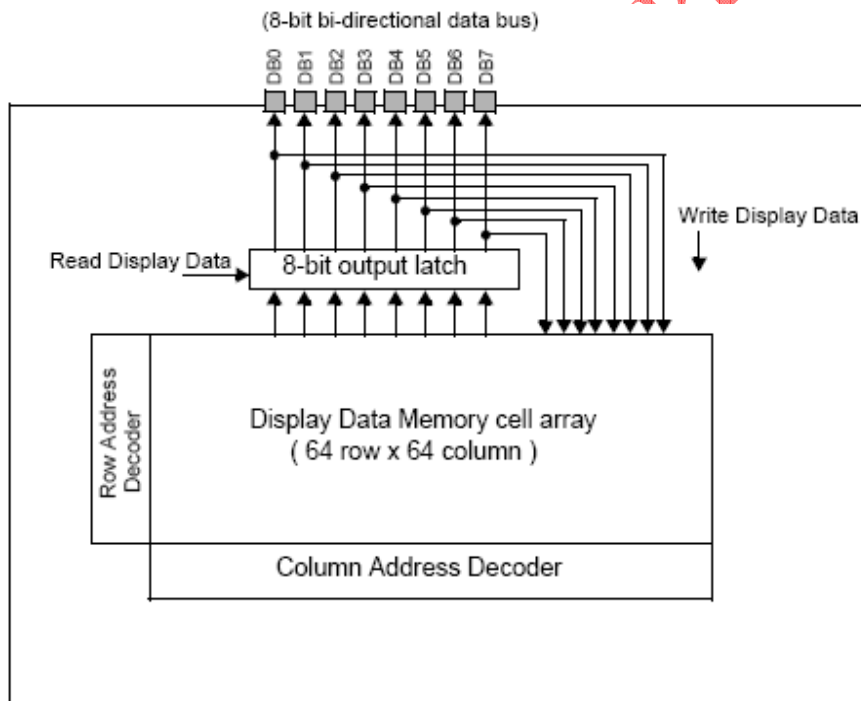 (8-bit bi-directional data bus)
DB0
DB1
DB2
DB3
DB4
DB5
DB6
DB7
Write Display Data
Read Display Data
8-bit output latch
Row Address
Decoder
Display Data Memory cell array
( 64 row x 64 column )
Column Address Decoder